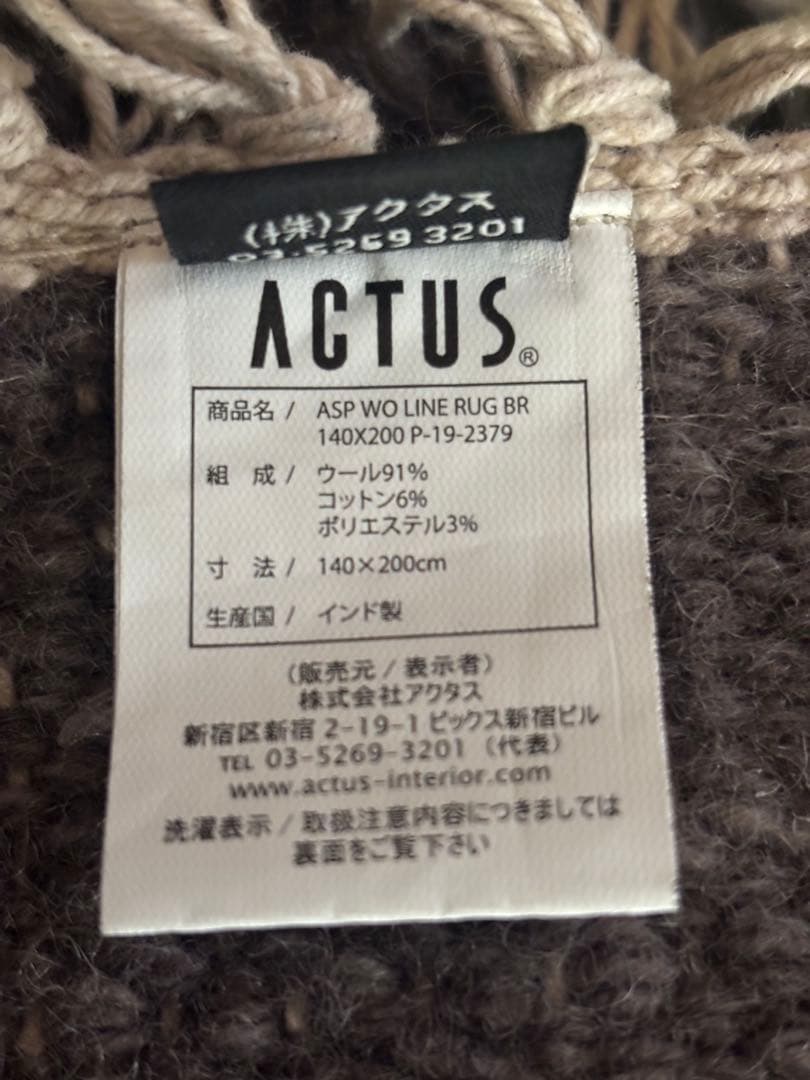 (株)アクタス
03-5269 3201
ACTUS®
商品名 / ASP WO LINE RUG BR
140X200 P-19-2379
組 成 / ウール91%
コットン6%
ポリエステル3%
寸 法 / 140×200cm
生産国 / インド製
（販売元 / 表示者）
株式会社アクタス
新宿区新宿 2-19-1 ビックス新宿ビル
TEL 03-5269-3201（代表）
www.actus-interior.com
洗濯表示 / 取扱注意内容につきましては
裏面をご覧下さい